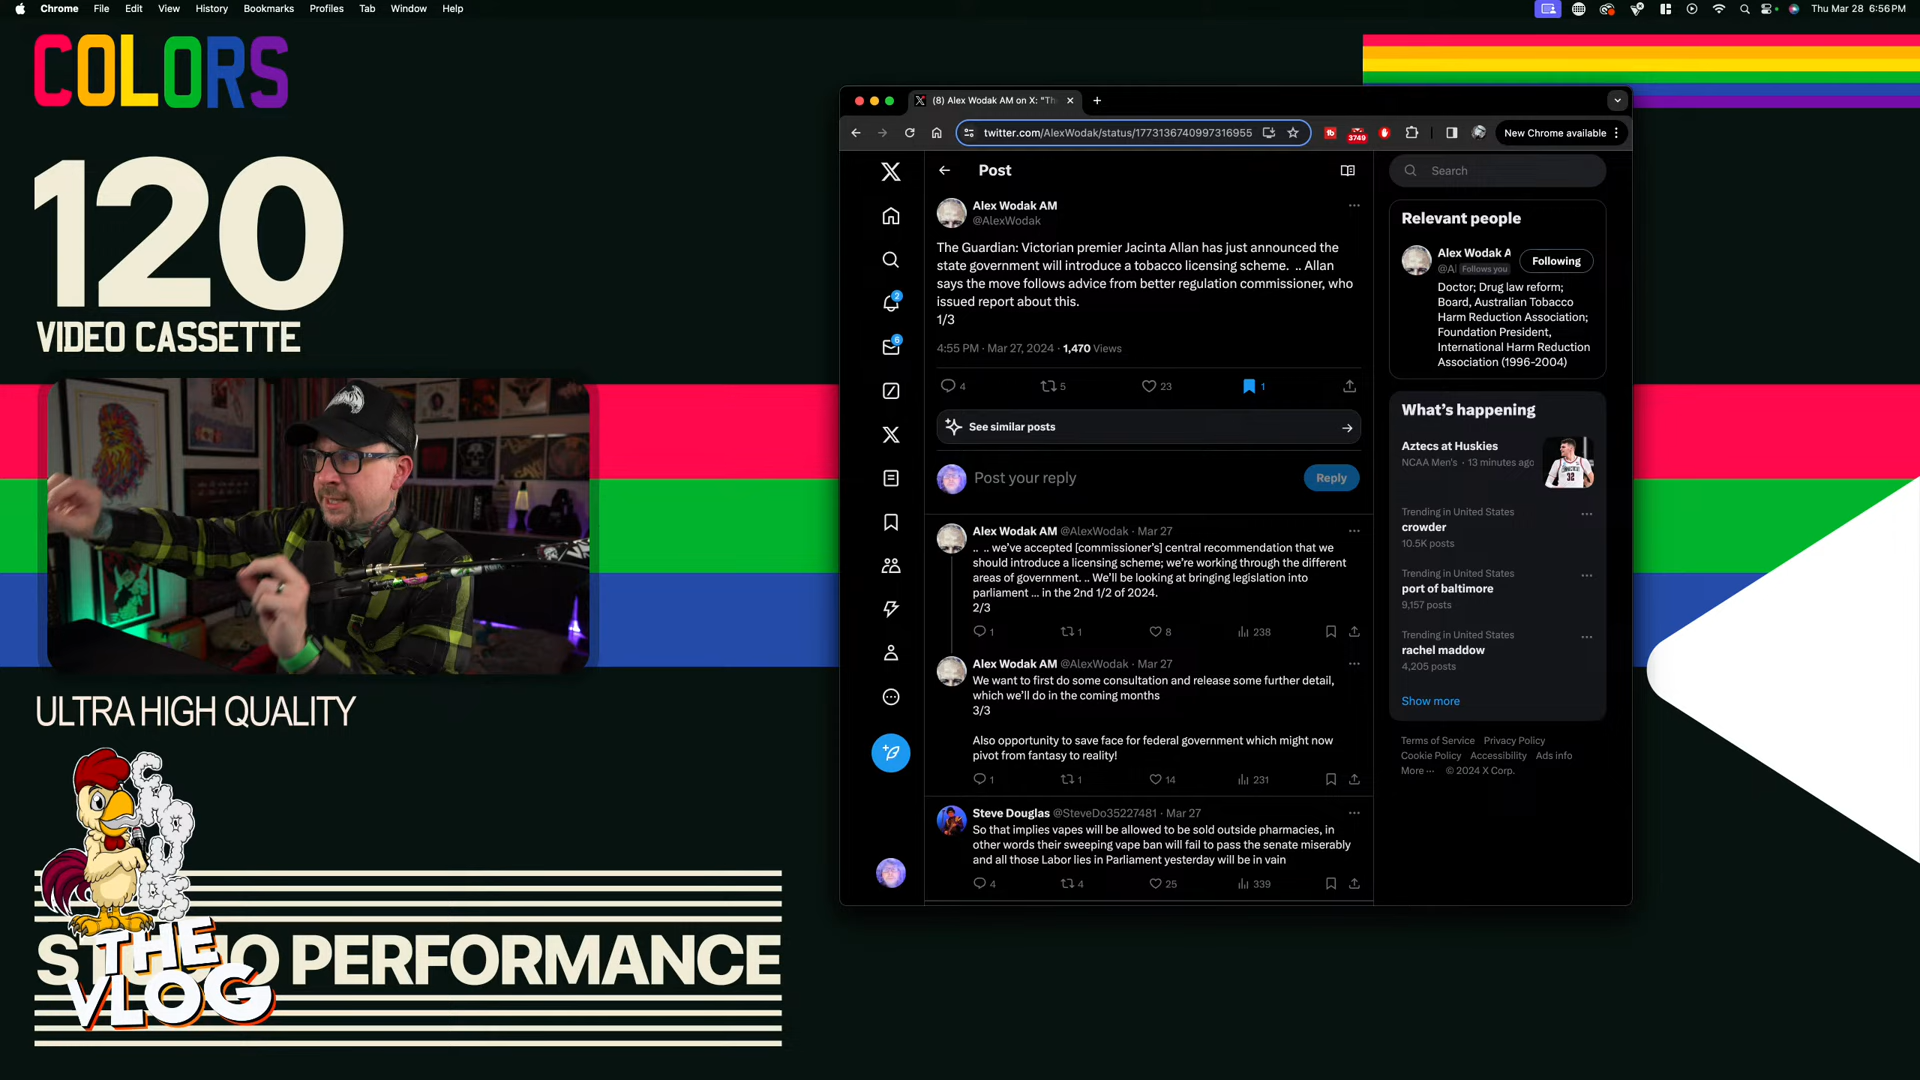 Chrome File Edit View History Bookmarks Profiles Tab Window Help
Thu Mar 28 6:56 PM
COLORS
120
VIDEO CASSETTE
ULTRA HIGH QUALITY
PERFORMANCE
CHAD US
THE
VLOG
(8) Alex Wodak AM on X: "Th
twitter.com/AlexWodak/status/1773136740997316955
3749
New Chrome available
Post
Alex Wodak AM
@AlexWodak
The Guardian: Victorian premier Jacinta Allan has just announced the
state government will introduce a tobacco licensing scheme. .. Allan
says the move follows advice from better regulation commissioner, who
issued report about this.
1/3
4:55 PM · Mar 27, 2024 · 1,470 Views
4 5 23 1
See similar posts
Post your reply
Reply
Alex Wodak AM @AlexWodak · Mar 27
.. .. we've accepted [commissioner's] central recommendation that we
should introduce a licensing scheme; we're working through the different
areas of government. .. We'll be looking at bringing legislation into
parliament ... in the 2nd 1/2 of 2024.
2/3
1 1 8 238
Alex Wodak AM @AlexWodak · Mar 27
We want to first do some consultation and release some further detail,
which we'll do in the coming months
3/3
Also opportunity to save face for federal government which might now
pivot from fantasy to reality!
1 1 14 231
Steve Douglas @SteveDo35227481 · Mar 27
So that implies vapes will be allowed to be sold outside pharmacies, in
other words their sweeping vape ban will fail to pass the senate miserably
and all those Labor lies in Parliament yesterday will be in vain
4 4 25 339
2
6
Search
Relevant people
Alex Wodak A
@Al Follows you
Following
Doctor; Drug law reform;
Board, Australian Tobacco
Harm Reduction Association;
Foundation President,
International Harm Reduction
Association (1996-2004)
What's happening
Aztecs at Huskies
NCAA Men's · 13 minutes ago
Trending in United States
crowder
10.5K posts
Trending in United States
port of baltimore
9,157 posts
Trending in United States
rachel maddow
4,205 posts
Show more
Terms of Service Privacy Policy
Cookie Policy Accessibility Ads info
More ··· © 2024 X Corp.